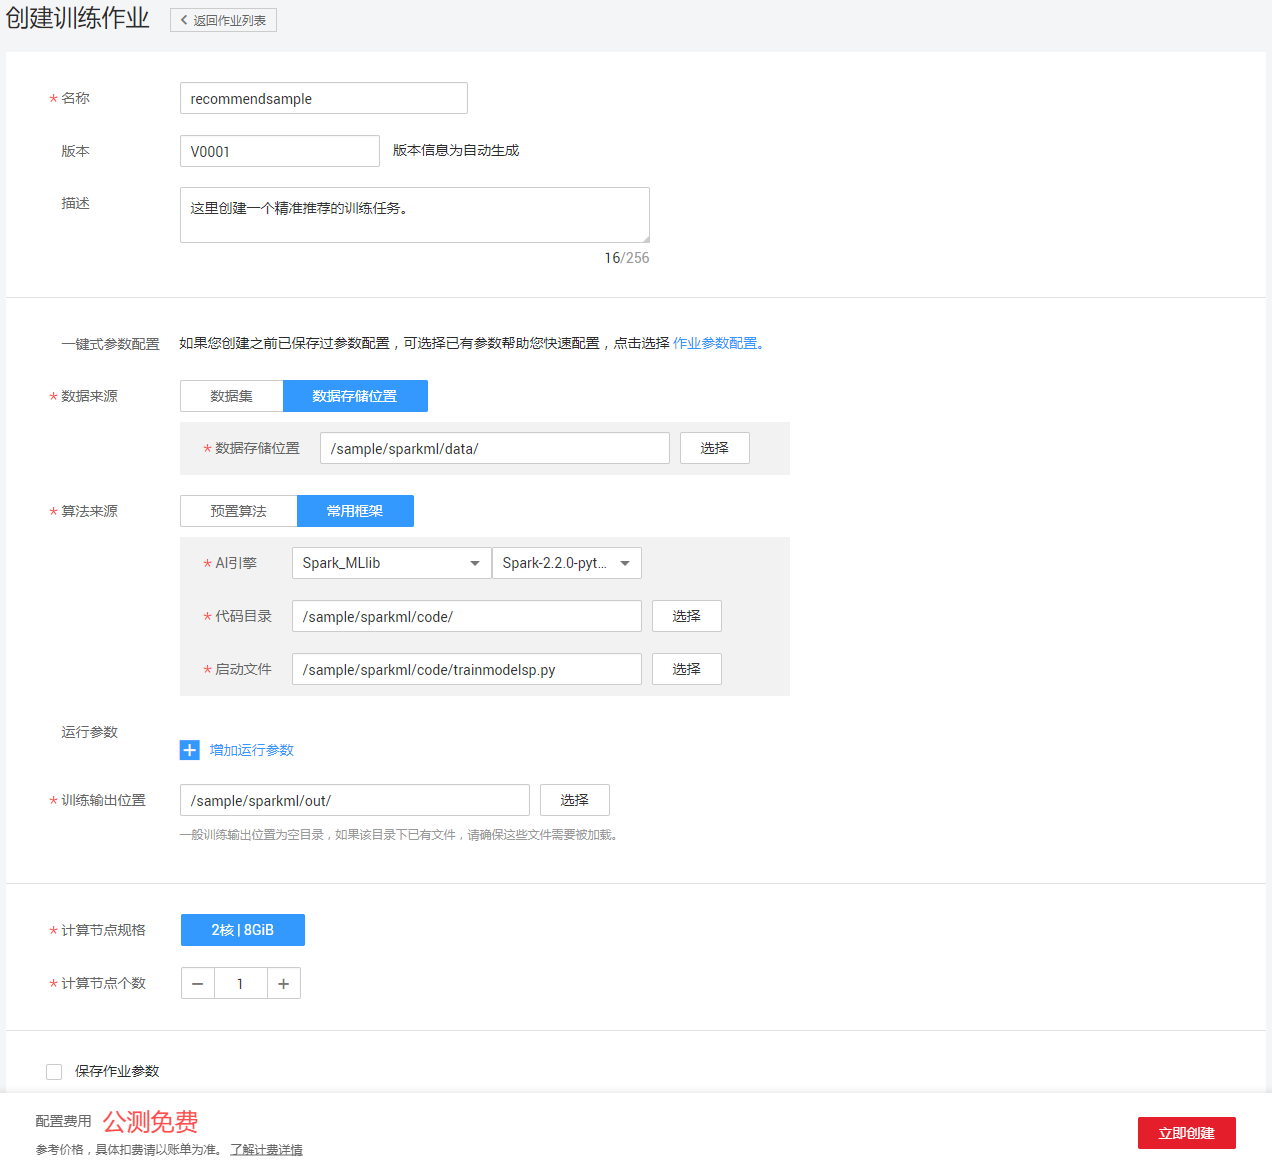 创建训练作业 返回作业列表
* 名称 recommendsample
版本 V0001 版本信息为自动生成
描述 这里创建一个精准推荐的训练任务。
16/256
一键式参数配置 如果您创建之前已保存过参数配置，可选择已有参数帮助您快速配置，点击选择 作业参数配置。
* 数据来源 数据集 数据存储位置
* 数据存储位置 /sample/sparkml/data/ 选择
* 算法来源 预置算法 常用框架
* AI引擎 Spark_MLlib Spark-2.2.0-pyt...
* 代码目录 /sample/sparkml/code/ 选择
* 启动文件 /sample/sparkml/code/trainmodelsp.py 选择
运行参数
增加运行参数
* 训练输出位置 /sample/sparkml/out/ 选择
一般训练输出位置为空目录，如果该目录下已有文件，请确保这些文件需要被加载。
* 计算节点规格 2核 | 8GiB
* 计算节点个数 − 1 +
保存作业参数
配置费用 公测免费
参考价格，具体扣费请以账单为准。 了解计费详情
立即创建